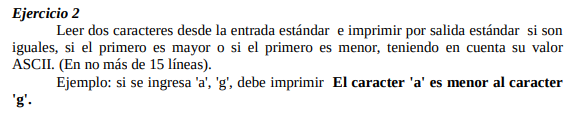 Ejercicio 2
Leer dos caracteres desde la entrada estándar e imprimir por salida estándar si son
iguales, si el primero es mayor o si el primero es menor, teniendo en cuenta su valor
ASCII. (En no más de 15 líneas).
Ejemplo: si se ingresa 'a', 'g', debe imprimir El caracter 'a' es menor al caracter
'g'.